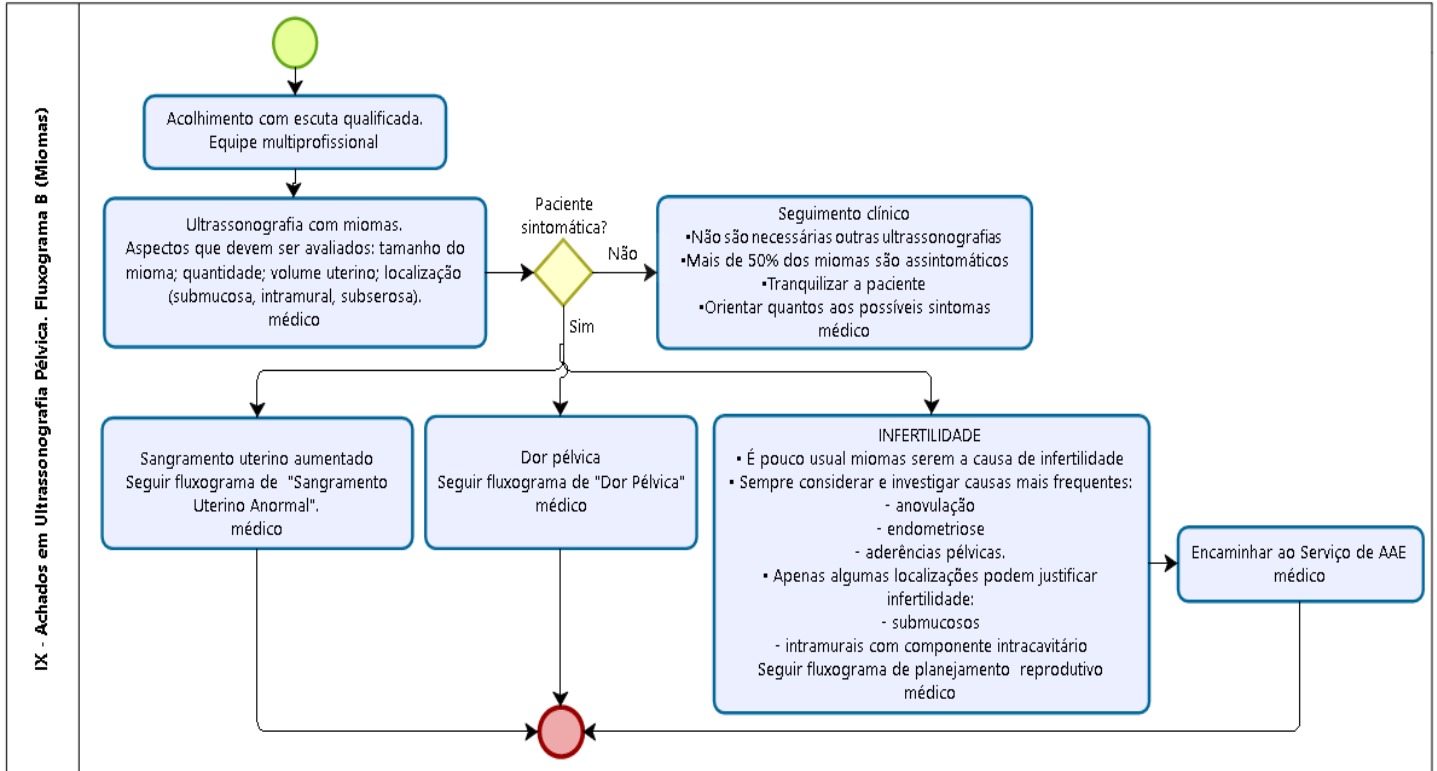 IX - Achados em Ultrassonografia Pélvica. Fluxograma B (Miomas)
Acolhimento com escuta qualificada.
Equipe multiprofissional
Ultrassonografia com miomas.
Aspectos que devem ser avaliados: tamanho do
mioma; quantidade; volume uterino; localização
(submucosa, intramural, subserosa).
médico
Paciente
sintomática?
Não
Sim
Seguimento clínico
▪Não são necessárias outras ultrassonografias
▪Mais de 50% dos miomas são assintomáticos
▪Tranquilizar a paciente
▪Orientar quantos aos possíveis sintomas
médico
Sangramento uterino aumentado
Seguir fluxograma de "Sangramento
Uterino Anormal".
médico
Dor pélvica
Seguir fluxograma de "Dor Pélvica"
médico
INFERTILIDADE
▪ É pouco usual miomas serem a causa de infertilidade
▪ Sempre considerar e investigar causas mais frequentes:
- anovulação
- endometriose
- aderências pélvicas.
▪ Apenas algumas localizações podem justificar
infertilidade:
- submucosos
- intramurais com componente intracavitário
Seguir fluxograma de planejamento reprodutivo
médico
Encaminhar ao Serviço de AAE
médico